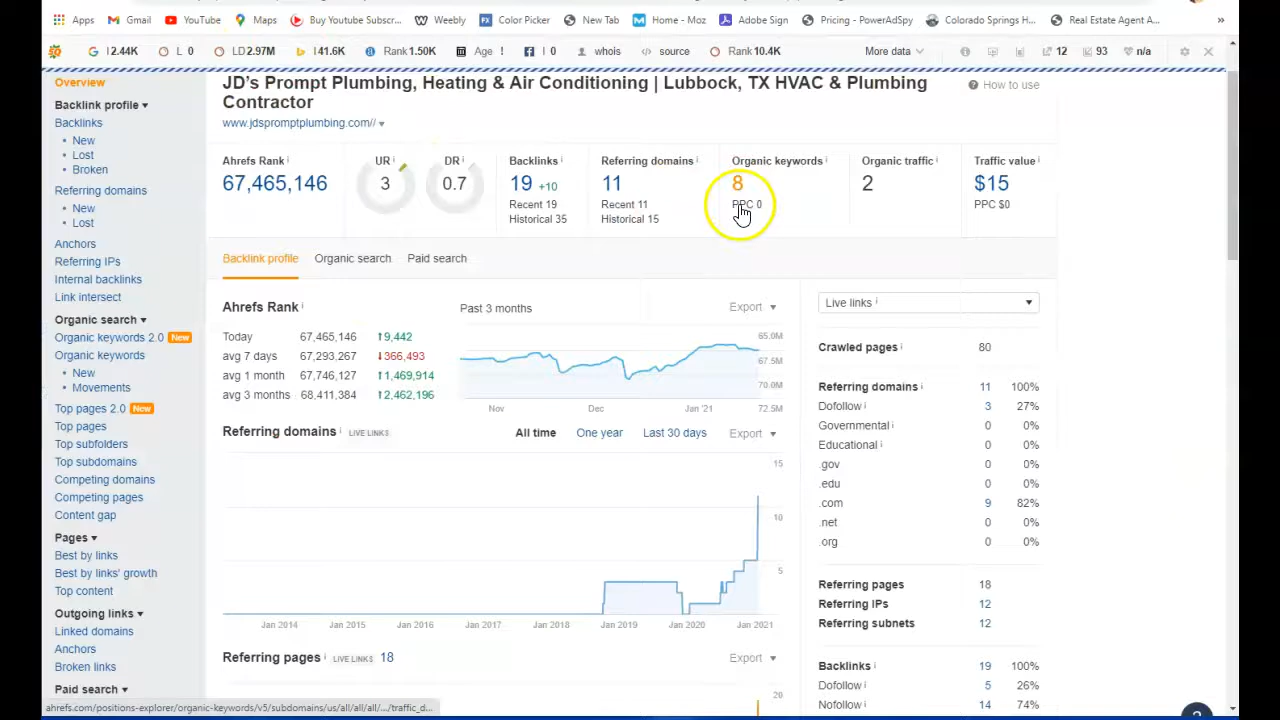 Apps Gmail YouTube Maps Buy Youtube Subscr... Weebly Color Picker New Tab Home - Moz Adobe Sign Pricing - PowerAdSpy Colorado Springs H... Real Estate Agent A... »
I 2.44K L 0 LD 2.97M I 41.6K Rank 1.50K Age ! I 0 whois source Rank 10.4K More data 12 93 n/a
Overview
JD's Prompt Plumbing, Heating & Air Conditioning | Lubbock, TX HVAC & Plumbing Contractor
How to use
www.jdspromptplumbing.com//
Backlink profile
Backlinks
• New
• Lost
• Broken
Referring domains
• New
• Lost
Anchors
Referring IPs
Internal backlinks
Link intersect
Organic search
Organic keywords 2.0 New
Organic keywords
• New
• Movements
Top pages 2.0 New
Top pages
Top subfolders
Top subdomains
Competing domains
Competing pages
Content gap
Pages
Best by links
Best by links' growth
Top content
Outgoing links
Linked domains
Anchors
Broken links
Paid search
Ahrefs Rank
67,465,146
UR
3
DR
0.7
Backlinks
19 +10
Recent 19
Historical 35
Referring domains
11
Recent 11
Historical 15
Organic keywords
8
PPC 0
Organic traffic
2
Traffic value
$15
PPC $0
Backlink profile Organic search Paid search
Ahrefs Rank Past 3 months Export
Today 67,465,146 ↑9,442
avg 7 days 67,293,267 ↓366,493
avg 1 month 67,746,127 ↑1,469,914
avg 3 months 68,411,384 ↑2,462,196
65.0M
67.5M
70.0M
72.5M
Nov Dec Jan '21
Referring domains LIVE LINKS All time One year Last 30 days Export
15
10
5
Jan 2014 Jan 2015 Jan 2016 Jan 2017 Jan 2018 Jan 2019 Jan 2020 Jan 2021
Referring pages LIVE LINKS 18 Export
20
Live links
Crawled pages 80
Referring domains 11 100%
Dofollow 3 27%
Governmental 0 0%
Educational 0 0%
.gov 0 0%
.edu 0 0%
.com 9 82%
.net 0 0%
.org 0 0%
Referring pages 18
Referring IPs 12
Referring subnets 12
Backlinks 19 100%
Dofollow 5 26%
Nofollow 14 74%
ahrefs.com/positions-explorer/organic-keywords/v5/subdomains/us/all/all/all/.../traffic_d...
?